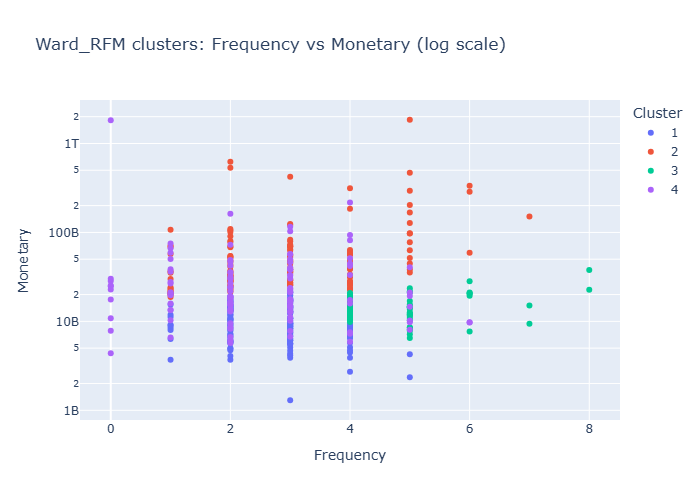 Ward_RFM clusters: Frequency vs Monetary (log scale)
Cluster
1
2
3
4
2
1T
5
2
100B
5
2
10B
5
2
1B
Monetary
0 2 4 6 8
Frequency